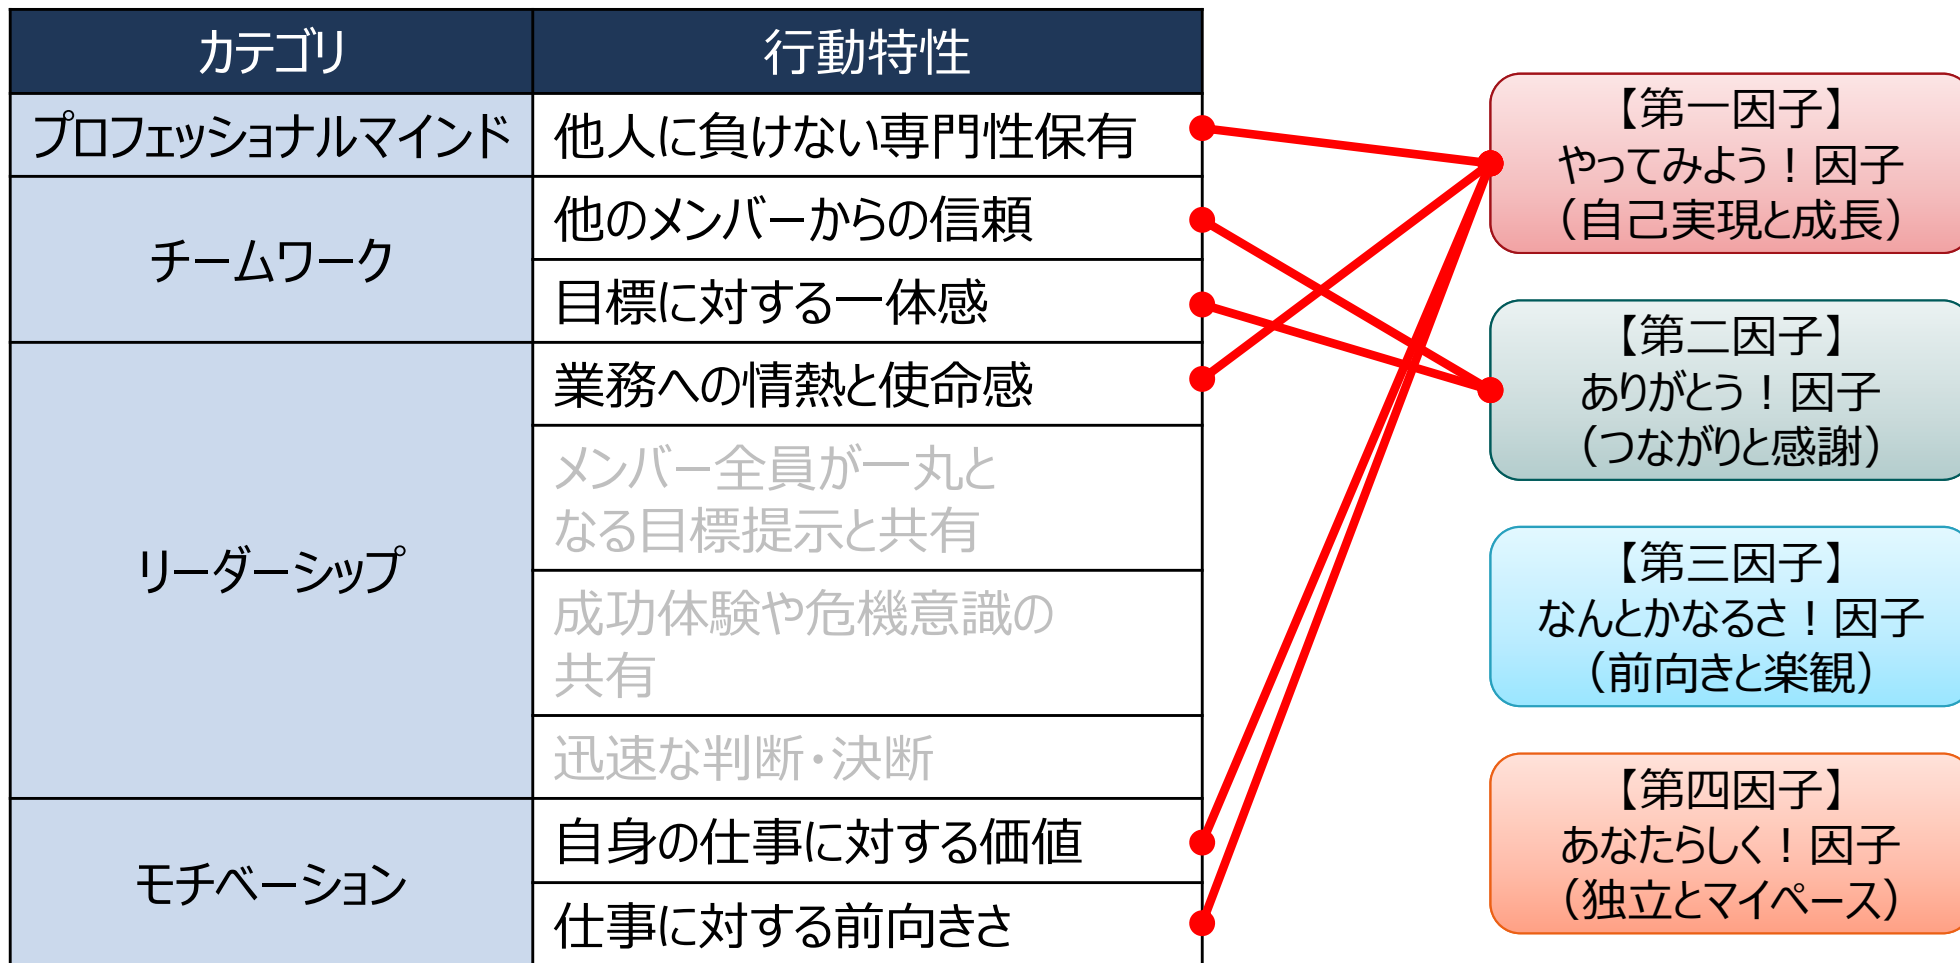 カテゴリ
行動特性
プロフェッショナルマインド
他人に負けない専門性保有
チームワーク
他のメンバーからの信頼
目標に対する一体感
リーダーシップ
業務への情熱と使命感
メンバー全員が一丸と
なる目標提示と共有
成功体験や危機意識の
共有
迅速な判断・決断
モチベーション
自身の仕事に対する価値
仕事に対する前向きさ
【第一因子】
やってみよう！因子
（自己実現と成長）
【第二因子】
ありがとう！因子
（つながりと感謝）
【第三因子】
なんとかなるさ！因子
（前向きと楽観）
【第四因子】
あなたらしく！因子
（独立とマイペース）